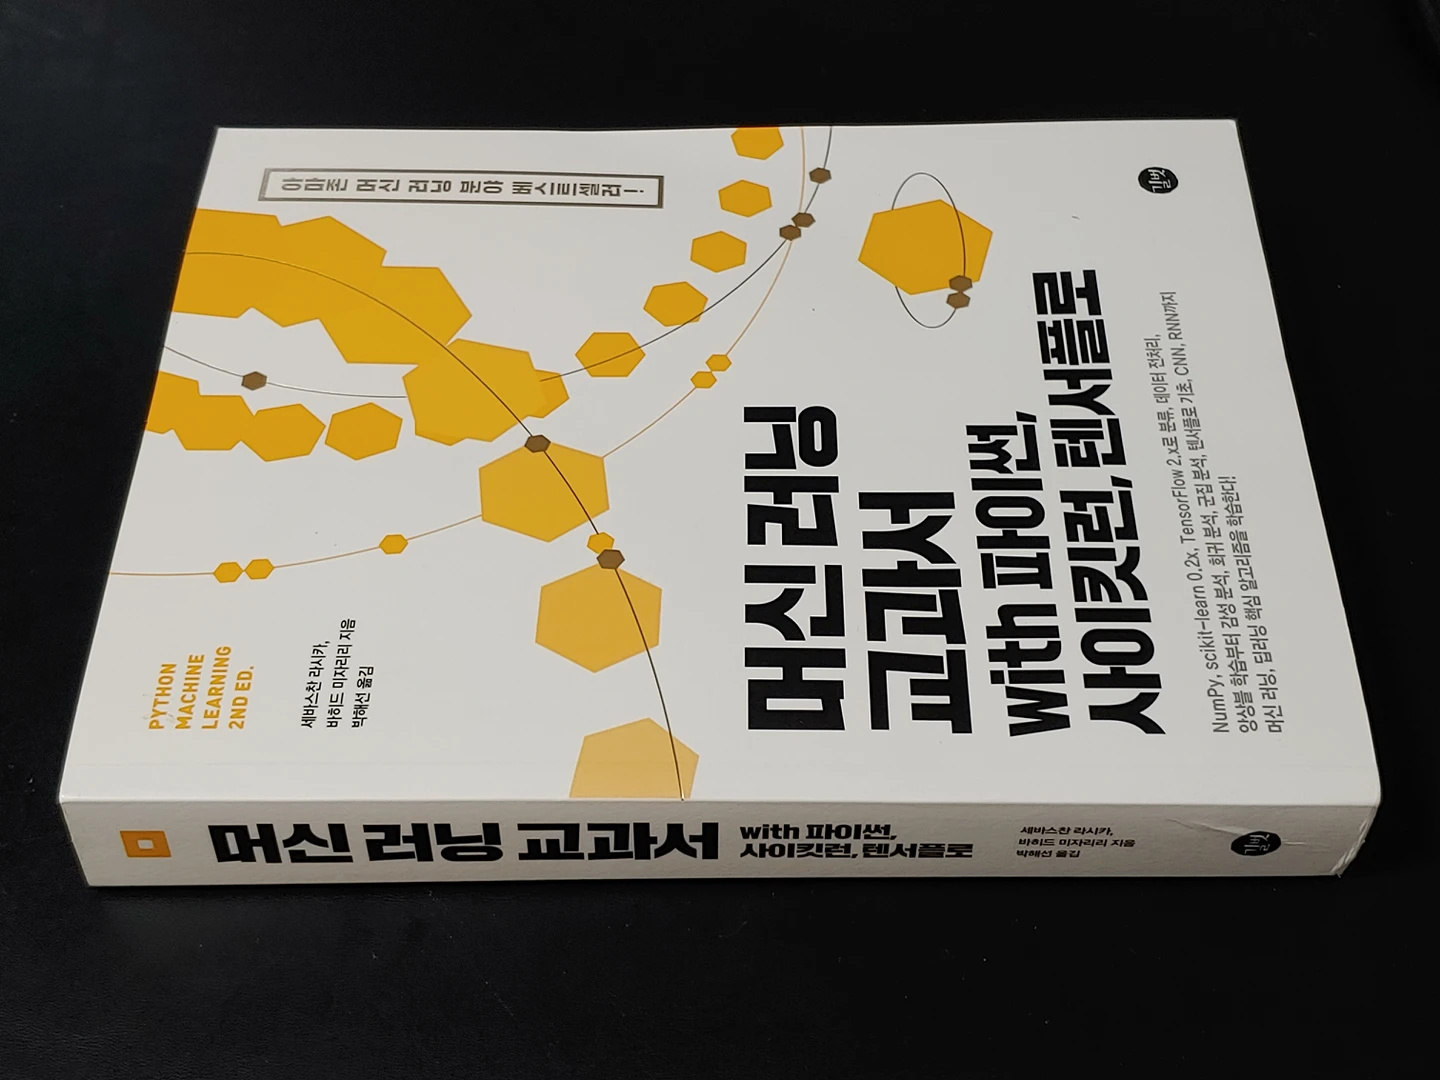 아마존 머신 러닝 분야 베스트셀러!
PYTHON
MACHINE
LEARNING
2ND ED.
세바스찬 라시카,
바히드 미자리리 지음
박해선 옮김
머신 러닝
교과서
with 파이썬,
사이킷런, 텐서플로
NumPy, scikit-learn 0.2x, TensorFlow 2.x로 분류, 데이터 전처리,
앙상블 학습부터 감성 분석, 회귀 분석, 군집 분석, 텐서플로 기초, CNN, RNN까지
머신 러닝, 딥러닝 핵심 알고리즘을 학습한다!
길벗
머신 러닝 교과서
with 파이썬,
사이킷런, 텐서플로
세바스찬 라시카,
바히드 미자리리 지음
박해선 옮김
길벗